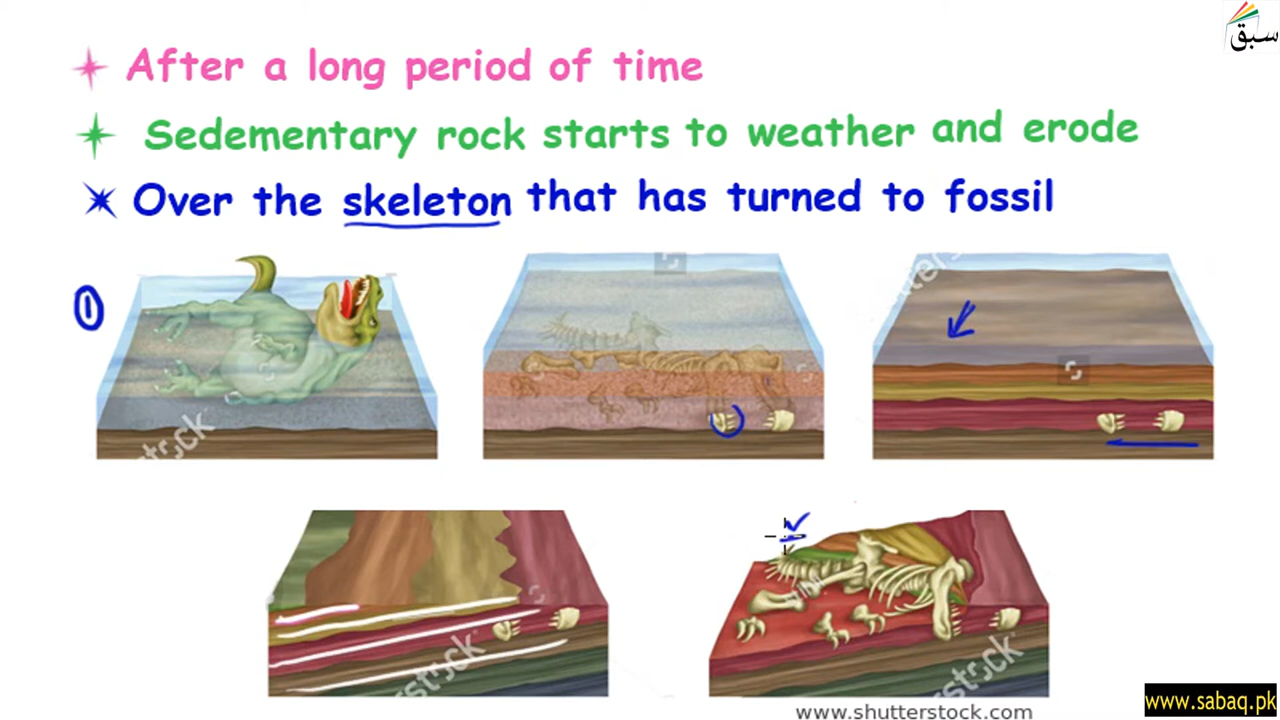 سبق
After a long period of time
Sedementary rock starts to weather and erode
Over the skeleton that has turned to fossil
1
shutterstock
www.shutterstock.com
www.sabaq.pk